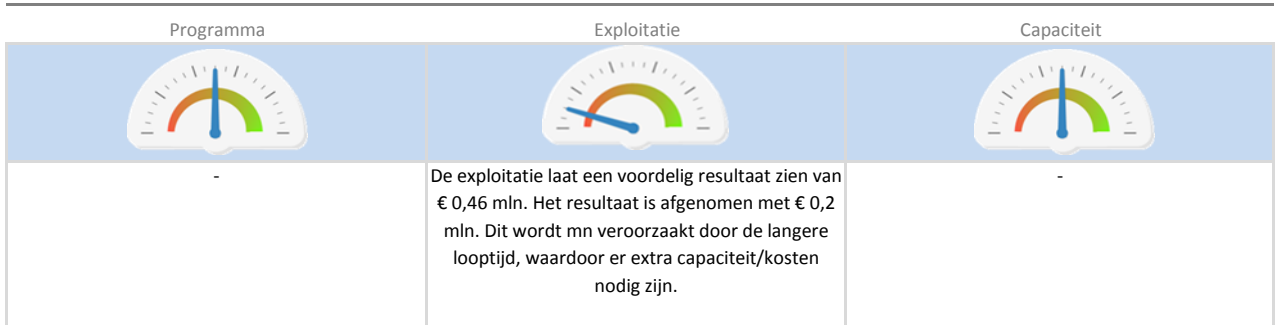 Programma
Exploitatie
Capaciteit
-
De exploitatie laat een voordelig resultaat zien van
€ 0,46 mln. Het resultaat is afgenomen met € 0,2
mln. Dit wordt mn veroorzaakt door de langere
looptijd, waardoor er extra capaciteit/kosten
nodig zijn.
-